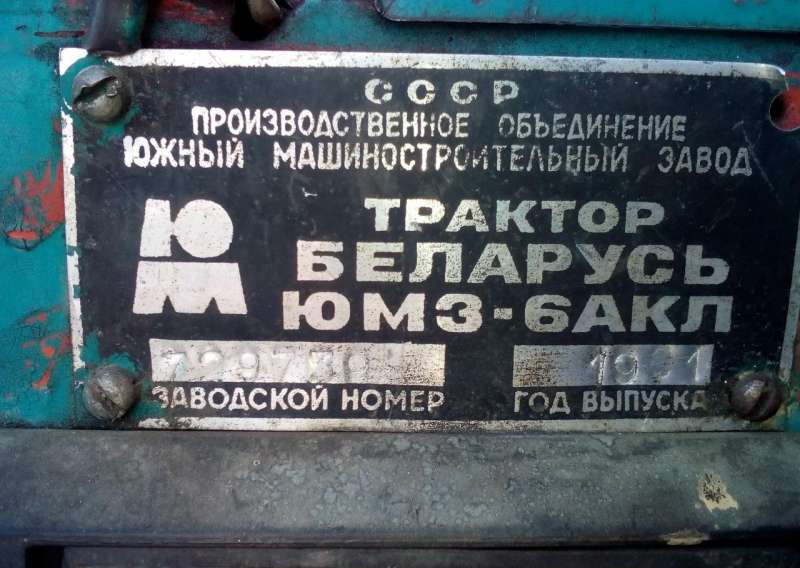 СССР
ПРОИЗВОДСТВЕННОЕ ОБЪЕДИНЕНИЕ
ЮЖНЫЙ МАШИНОСТРОИТЕЛЬНЫЙ ЗАВОД
Ю
М
ТРАКТОР
БЕЛАРУСЬ
ЮМЗ-6АКЛ
ЗАВОДСКОЙ НОМЕР
ГОД ВЫПУСКА